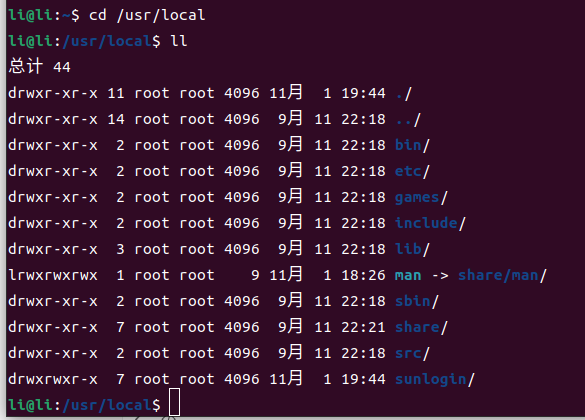 li@li:~$ cd /usr/local
li@li:/usr/local$ ll
总计 44
drwxr-xr-x 11 root root 4096 11月  1 19:44 ./
drwxr-xr-x 14 root root 4096  9月 11 22:18 ../
drwxr-xr-x  2 root root 4096  9月 11 22:18 bin/
drwxr-xr-x  2 root root 4096  9月 11 22:18 etc/
drwxr-xr-x  2 root root 4096  9月 11 22:18 games/
drwxr-xr-x  2 root root 4096  9月 11 22:18 include/
drwxr-xr-x  3 root root 4096  9月 11 22:18 lib/
lrwxrwxrwx  1 root root    9 11月  1 18:26 man -> share/man/
drwxr-xr-x  2 root root 4096  9月 11 22:18 sbin/
drwxr-xr-x  7 root root 4096  9月 11 22:21 share/
drwxr-xr-x  2 root root 4096  9月 11 22:18 src/
drwxrwxr-x  7 root root 4096 11月  1 19:44 sunlogin/
li@li:/usr/local$